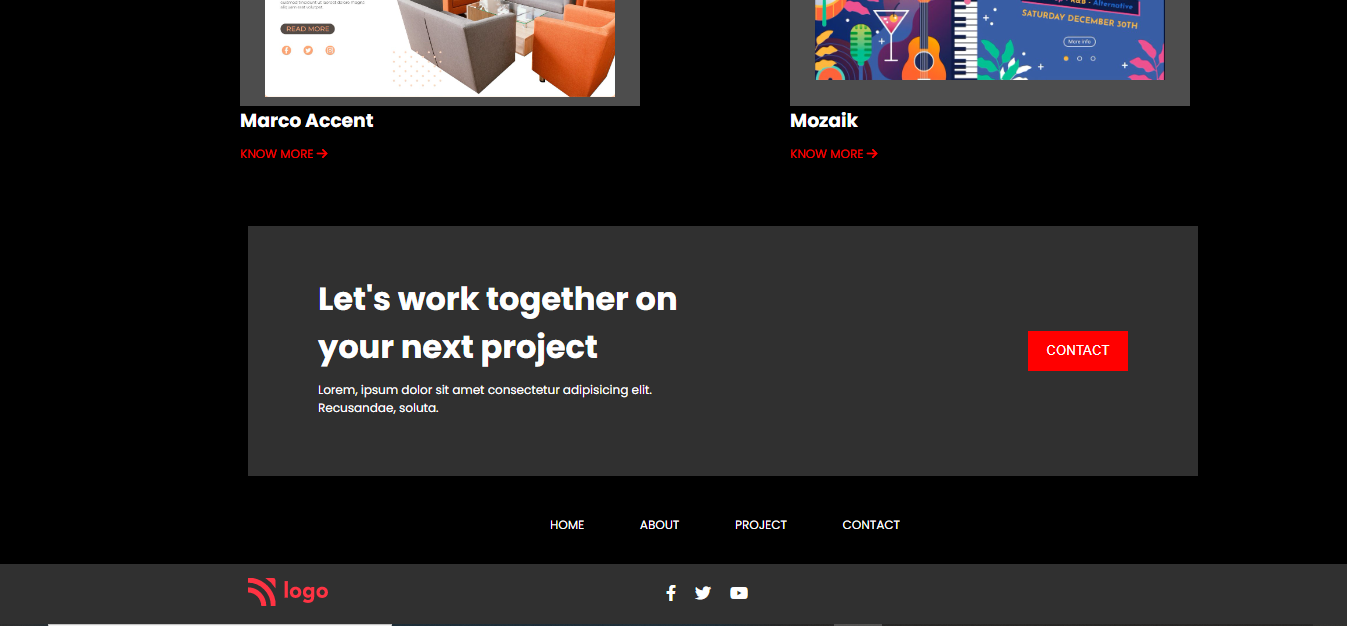 READ MORE
R&B • Alternative
SATURDAY DECEMBER 30TH
More info
Marco Accent
Mozaik
KNOW MORE →
KNOW MORE →
Let's work together on
your next project
Lorem, ipsum dolor sit amet consectetur adipisicing elit.
Recusandae, soluta.
CONTACT
HOME
ABOUT
PROJECT
CONTACT
logo